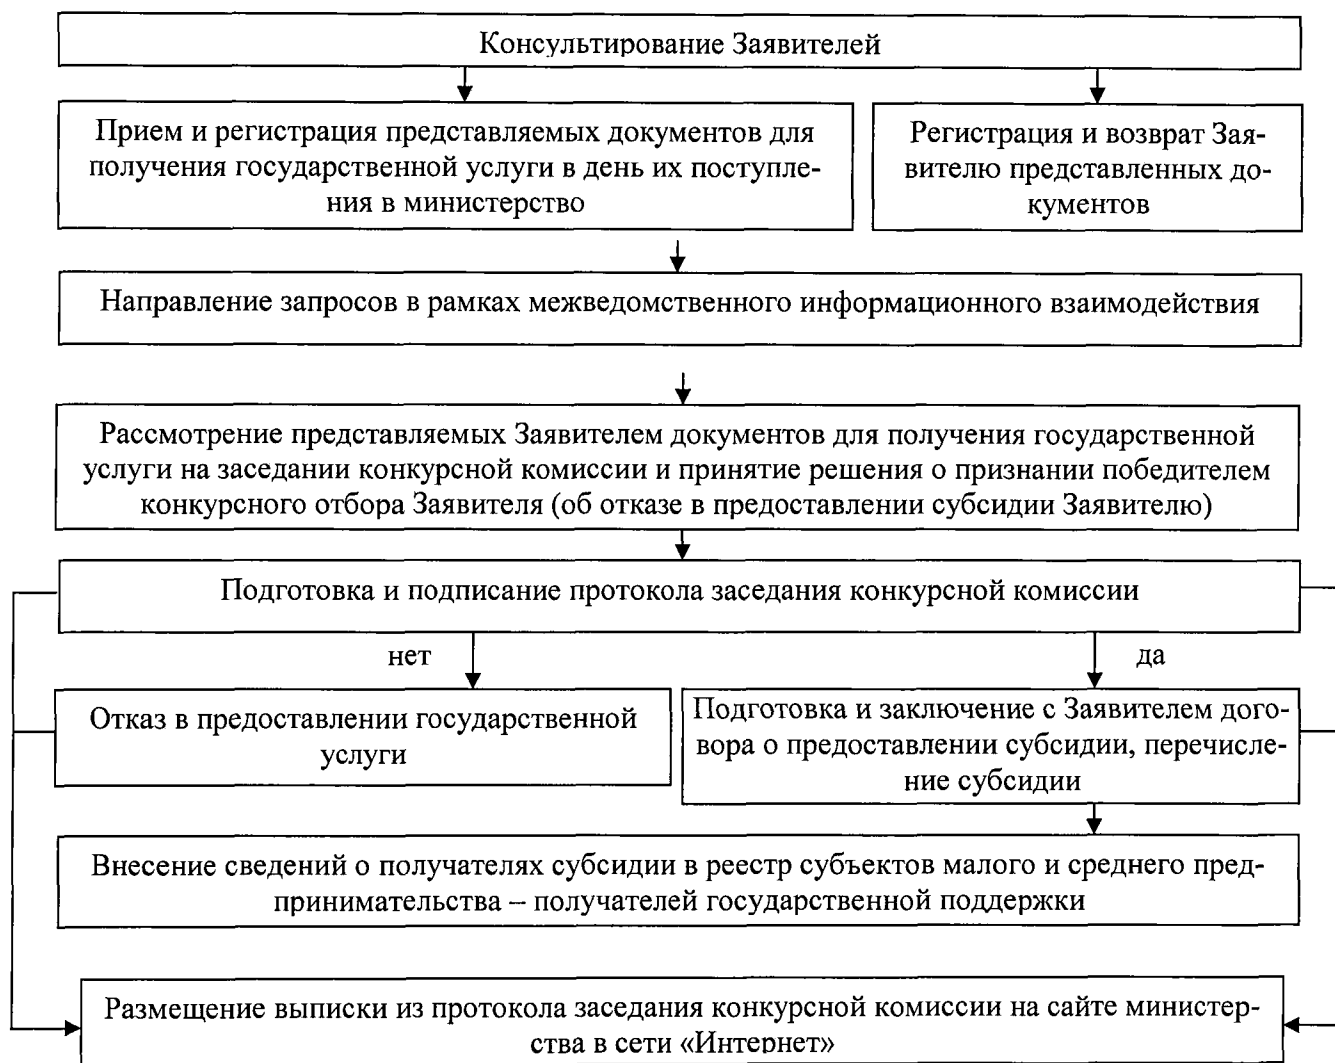 Консультирование Заявителей
Прием и регистрация представляемых документов для
получения государственной услуги в день их поступле-
ния в министерство
Регистрация и возврат Зая-
вителю представленных до-
кументов
Направление запросов в рамках межведомственного информационного взаимодействия
Рассмотрение представляемых Заявителем документов для получения государственной
услуги на заседании конкурсной комиссии и принятие решения о признании победителем
конкурсного отбора Заявителя (об отказе в предоставлении субсидии Заявителю)
Подготовка и подписание протокола заседания конкурсной комиссии
нет
да
Отказ в предоставлении государственной
услуги
Подготовка и заключение с Заявителем дого-
вора о предоставлении субсидии, перечисле-
ние субсидии
Внесение сведений о получателях субсидии в реестр субъектов малого и среднего пред-
принимательства – получателей государственной поддержки
Размещение выписки из протокола заседания конкурсной комиссии на сайте министер-
ства в сети «Интернет»